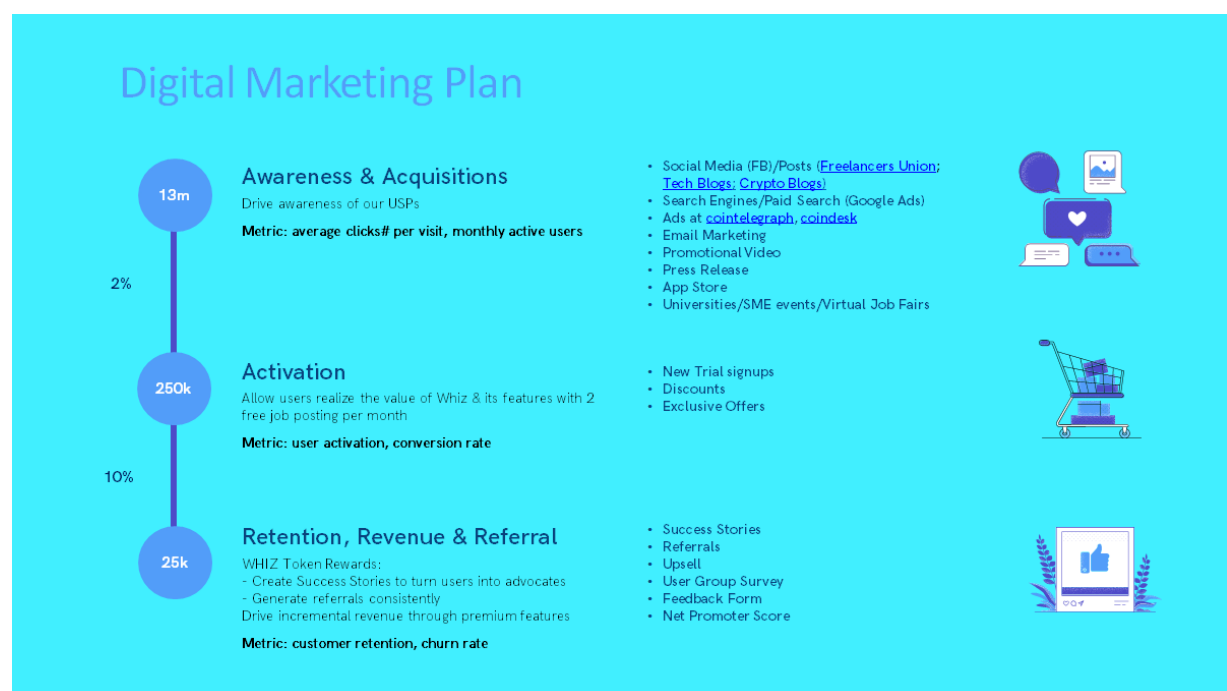 Digital Marketing Plan
13m
Awareness & Acquisitions
Drive awareness of our USPs
Metric: average clicks# per visit, monthly active users
• Social Media (FB)/Posts (Freelancers Union;
Tech Blogs; Crypto Blogs)
• Search Engines/Paid Search (Google Ads)
• Ads at cointelegraph, coindesk
• Email Marketing
• Promotional Video
• Press Release
• App Store
• Universities/SME events/Virtual Job Fairs
2%
250k
Activation
Allow users realize the value of Whiz & its features with 2
free job posting per month
Metric: user activation, conversion rate
• New Trial signups
• Discounts
• Exclusive Offers
10%
25k
Retention, Revenue & Referral
WHIZ Token Rewards:
- Create Success Stories to turn users into advocates
- Generate referrals consistently
Drive incremental revenue through premium features
Metric: customer retention, churn rate
• Success Stories
• Referrals
• Upsell
• User Group Survey
• Feedback Form
• Net Promoter Score